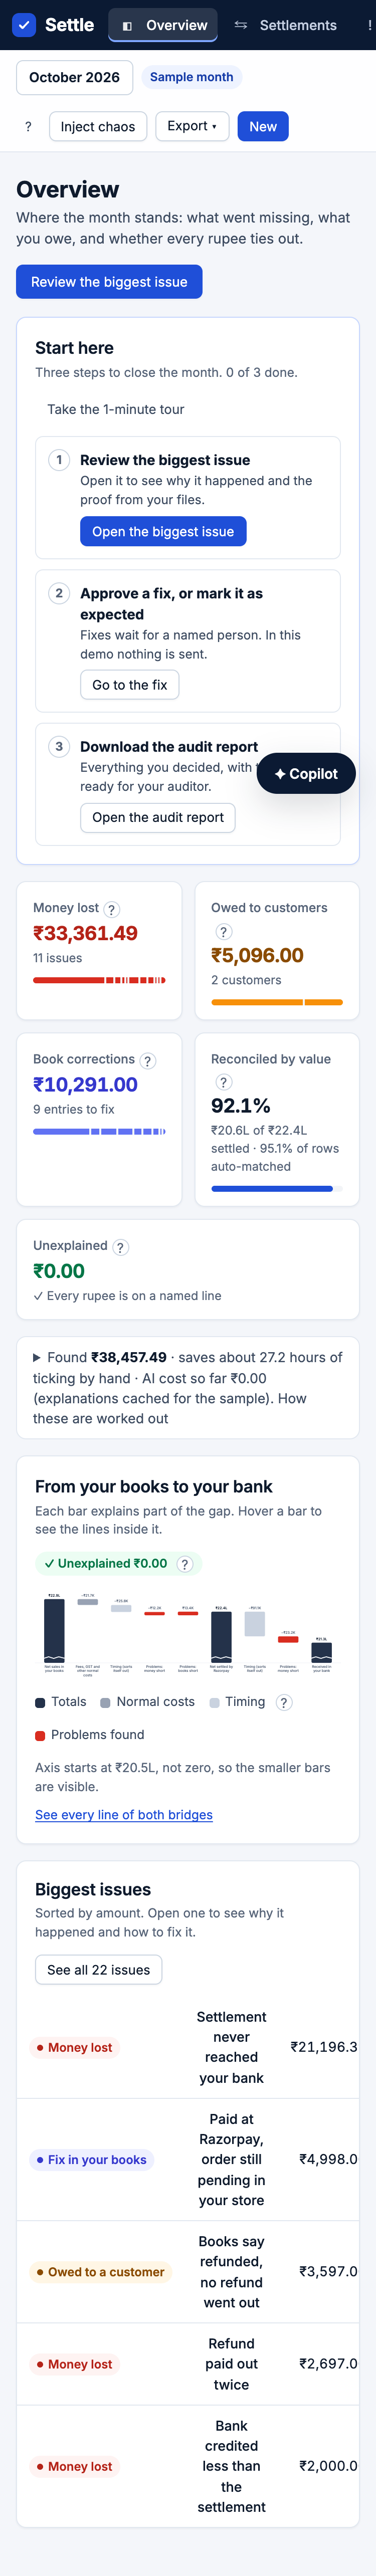 Settle
Overview
Settlements
!
October 2026
Sample month
?
Inject chaos
Export ▾
New
Overview
Where the month stands: what went missing, what
you owe, and whether every rupee ties out.
Review the biggest issue
Start here
Three steps to close the month. 0 of 3 done.
Take the 1-minute tour
1
Review the biggest issue
Open it to see why it happened and the
proof from your files.
Open the biggest issue
2
Approve a fix, or mark it as
expected
Fixes wait for a named person. In this
demo nothing is sent.
Go to the fix
3
Download the audit report
Everything you decided, with
ready for your auditor.
Open the audit report
Copilot
Money lost ?
₹33,361.49
11 issues
Owed to customers
?
₹5,096.00
2 customers
Book corrections ?
₹10,291.00
9 entries to fix
Reconciled by value
?
92.1%
₹20.6L of ₹22.4L
settled · 95.1% of rows
auto-matched
Unexplained ?
₹0.00
✓ Every rupee is on a named line
▶ Found ₹38,457.49 · saves about 27.2 hours of
ticking by hand · AI cost so far ₹0.00
(explanations cached for the sample). How
these are worked out
From your books to your bank
Each bar explains part of the gap. Hover a bar to
see the lines inside it.
✓ Unexplained ₹0.00 ?
Totals
Normal costs
Timing ?
Problems found
Axis starts at ₹20.5L, not zero, so the smaller bars
are visible.
See every line of both bridges
Biggest issues
Sorted by amount. Open one to see why it
happened and how to fix it.
See all 22 issues
Money lost
Settlement
never
reached
your bank
₹21,196.3
Fix in your books
Paid at
Razorpay,
order still
pending in
your store
₹4,998.0
Owed to a customer
Books say
refunded,
no refund
went out
₹3,597.0
Money lost
Refund
paid out
twice
₹2,697.0
Money lost
Bank
credited
less than
the
settlement
₹2,000.0